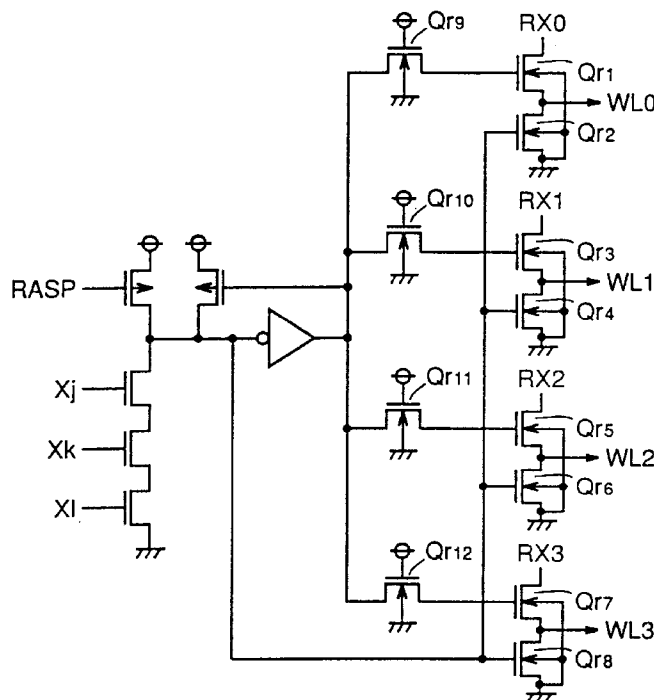 Qr9
RX0
Qr1
WL0
Qr2
Qr10
RX1
Qr3
RASP
WL1
Qr4
Xj
Qr11
RX2
Qr5
Xk
WL2
Qr6
Xl
Qr12
RX3
Qr7
WL3
Qr8